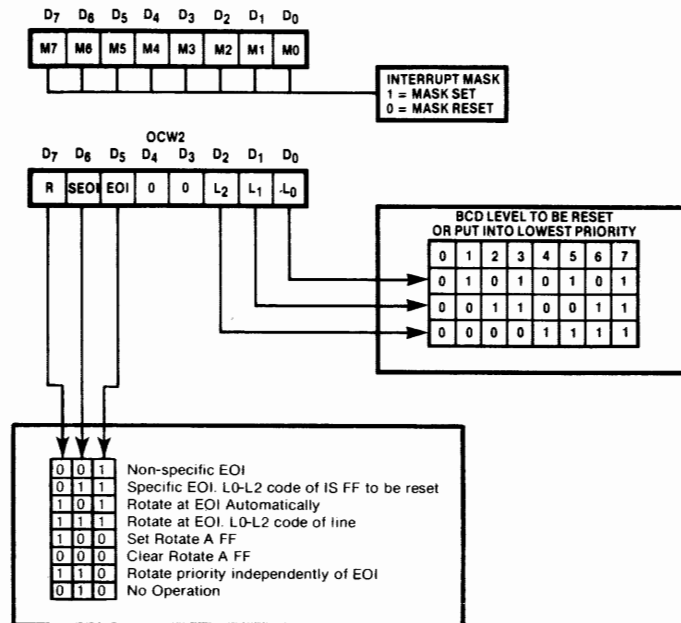 D7 D6 D5 D4 D3 D2 D1 D0
M7 M6 M5 M4 M3 M2 M1 M0
INTERRUPT MASK
1 = MASK SET
0 = MASK RESET
OCW2
D7 D6 D5 D4 D3 D2 D1 D0
R SEOI EOI 0 0 L2 L1 L0
BCD LEVEL TO BE RESET
OR PUT INTO LOWEST PRIORITY
0 1 2 3 4 5 6 7
0 1 0 1 0 1 0 1
0 0 1 1 0 0 1 1
0 0 0 0 1 1 1 1
0 0 1 Non-specific EOI
0 1 1 Specific EOI. L0-L2 code of IS FF to be reset
1 0 1 Rotate at EOI Automatically
1 1 1 Rotate at EOI. L0-L2 code of line
1 0 0 Set Rotate A FF
0 0 0 Clear Rotate A FF
1 1 0 Rotate priority independently of EOI
0 1 0 No Operation